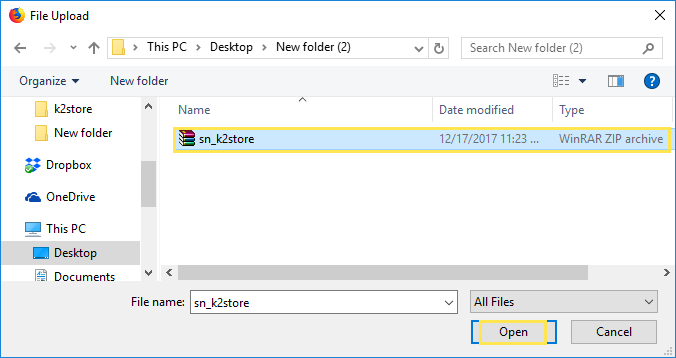 File Upload
This PC > Desktop > New folder (2)
Search New folder (2)
Organize
New folder
k2store
New folder
Dropbox
OneDrive
This PC
Desktop
Documents
Name
Date modified
Type
sn_k2store
12/17/2017 11:23 ...
WinRAR ZIP archive
File name:
sn_k2store
All Files
Open
Cancel